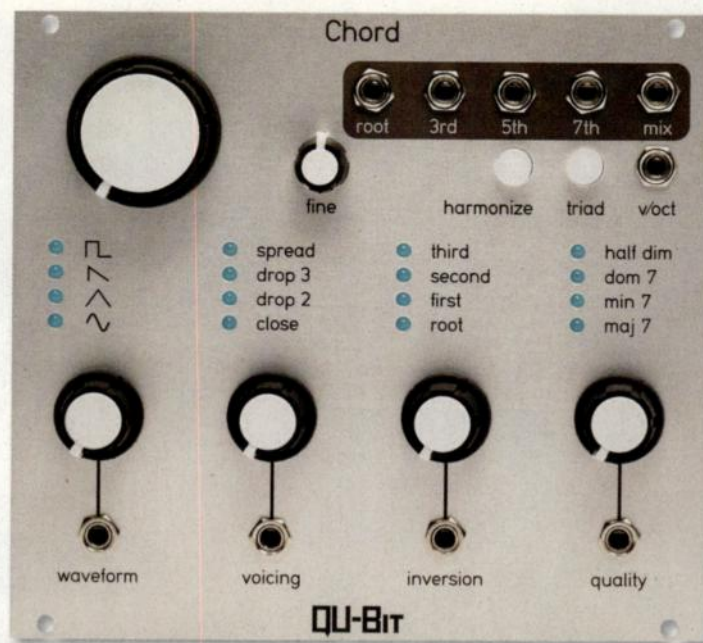 Chord
root 3rd 5th 7th mix
fine harmonize triad v/oct
spread third half dim
drop 3 second dom 7
drop 2 first min 7
close root maj 7
waveform voicing inversion quality
QU-BIT